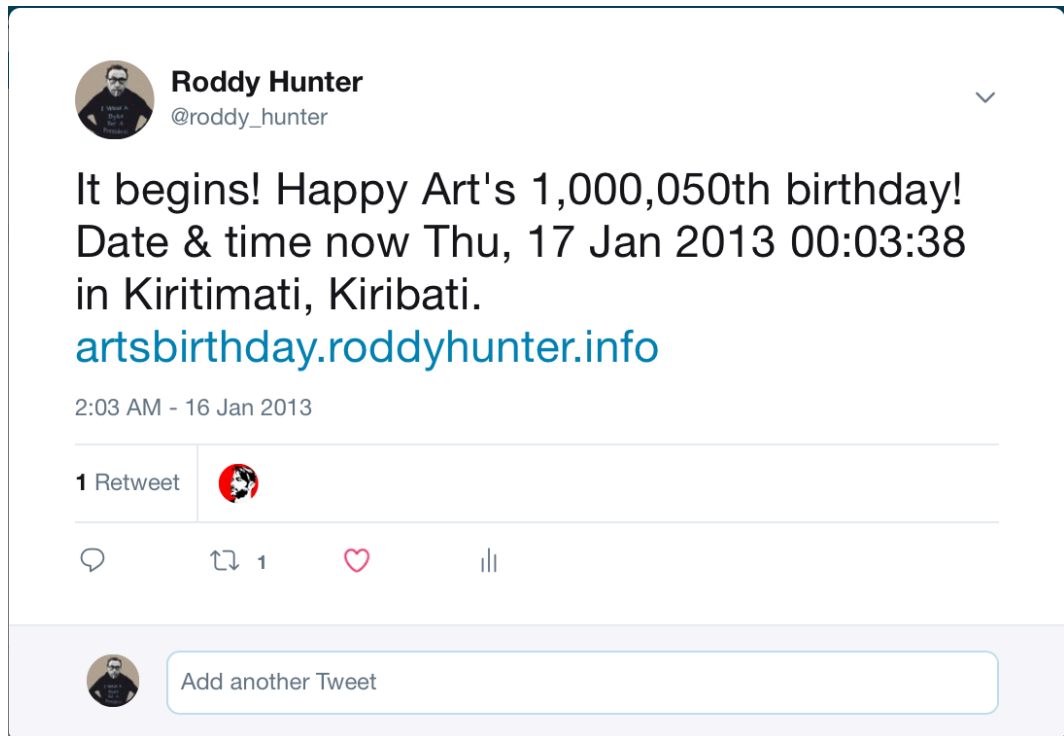 Roddy Hunter
@roddy_hunter
It begins! Happy Art's 1,000,050th birthday!
Date & time now Thu, 17 Jan 2013 00:03:38
in Kiritimati, Kiribati.
artsbirthday.roddyhunter.info
2:03 AM - 16 Jan 2013
1 Retweet
1
Add another Tweet